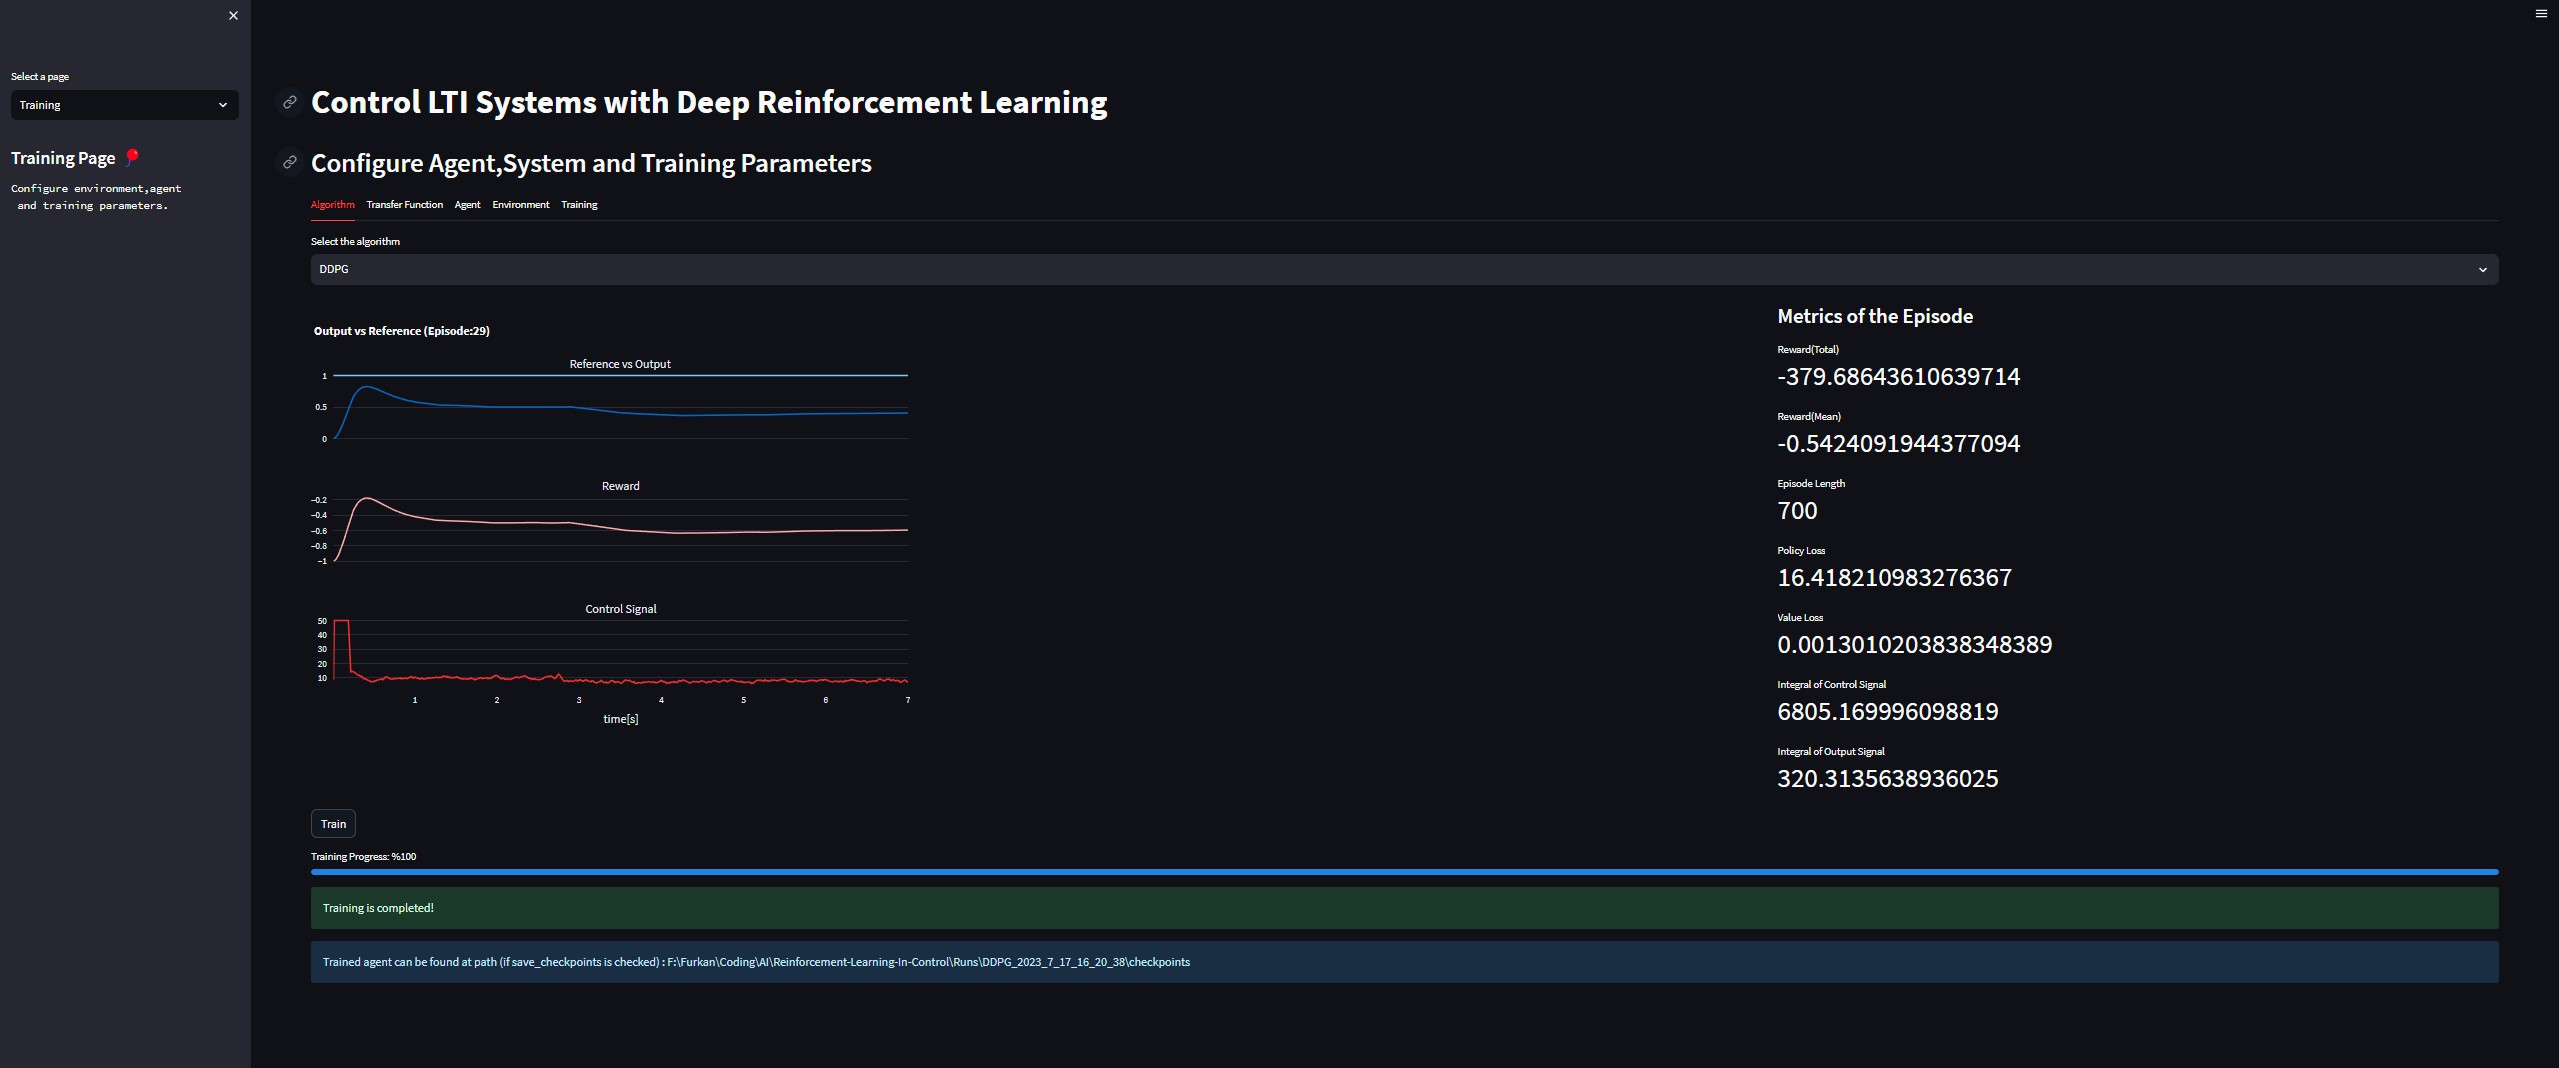 Select a page
Training
Training Page
Configure environment,agent
and training parameters.
Control LTI Systems with Deep Reinforcement Learning
Configure Agent,System and Training Parameters
Algorithm Transfer Function Agent Environment Training
Select the algorithm
DDPG
Output vs Reference (Episode:29)
Reference vs Output
1
0.5
0
Reward
−0.2
−0.4
−0.6
−0.8
−1
Control Signal
50
40
30
20
10
1 2 3 4 5 6 7
time[s]
Metrics of the Episode
Reward(Total)
-379.68643610639714
Reward(Mean)
-0.5424091944377094
Episode Length
700
Policy Loss
16.418210983276367
Value Loss
0.0013010203838348389
Integral of Control Signal
6805.169996098819
Integral of Output Signal
320.3135638936025
Train
Training Progress: %100
Training is completed!
Trained agent can be found at path (if save_checkpoints is checked) : F:\Furkan\Coding\AI\Reinforcement-Learning-In-Control\Runs\DDPG_2023_7_17_16_20_38\checkpoints